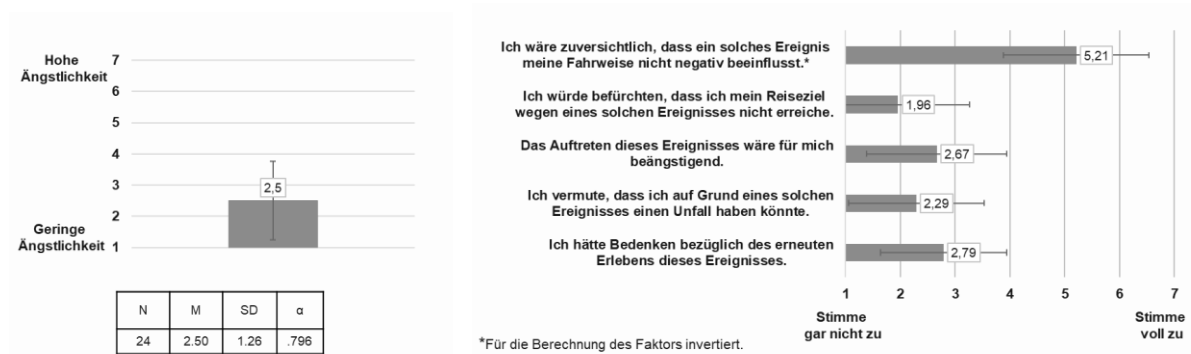 Hohe
Ängstlichkeit
7
6
5
4
3
2
1
2,5
Geringe
Ängstlichkeit
N M SD α
24 2.50 1.26 .796
Ich wäre zuversichtlich, dass ein solches Ereignis
meine Fahrweise nicht negativ beeinflusst.*
5,21
Ich würde befürchten, dass ich mein Reiseziel
wegen eines solchen Ereignisses nicht erreiche.
1,96
Das Auftreten dieses Ereignisses wäre für mich
beängstigend.
2,67
Ich vermute, dass ich auf Grund eines solchen
Ereignisses einen Unfall haben könnte.
2,29
Ich hätte Bedenken bezüglich des erneuten
Erlebens dieses Ereignisses.
2,79
1 2 3 4 5 6 7
Stimme
gar nicht zu
Stimme
voll zu
*Für die Berechnung des Faktors invertiert.